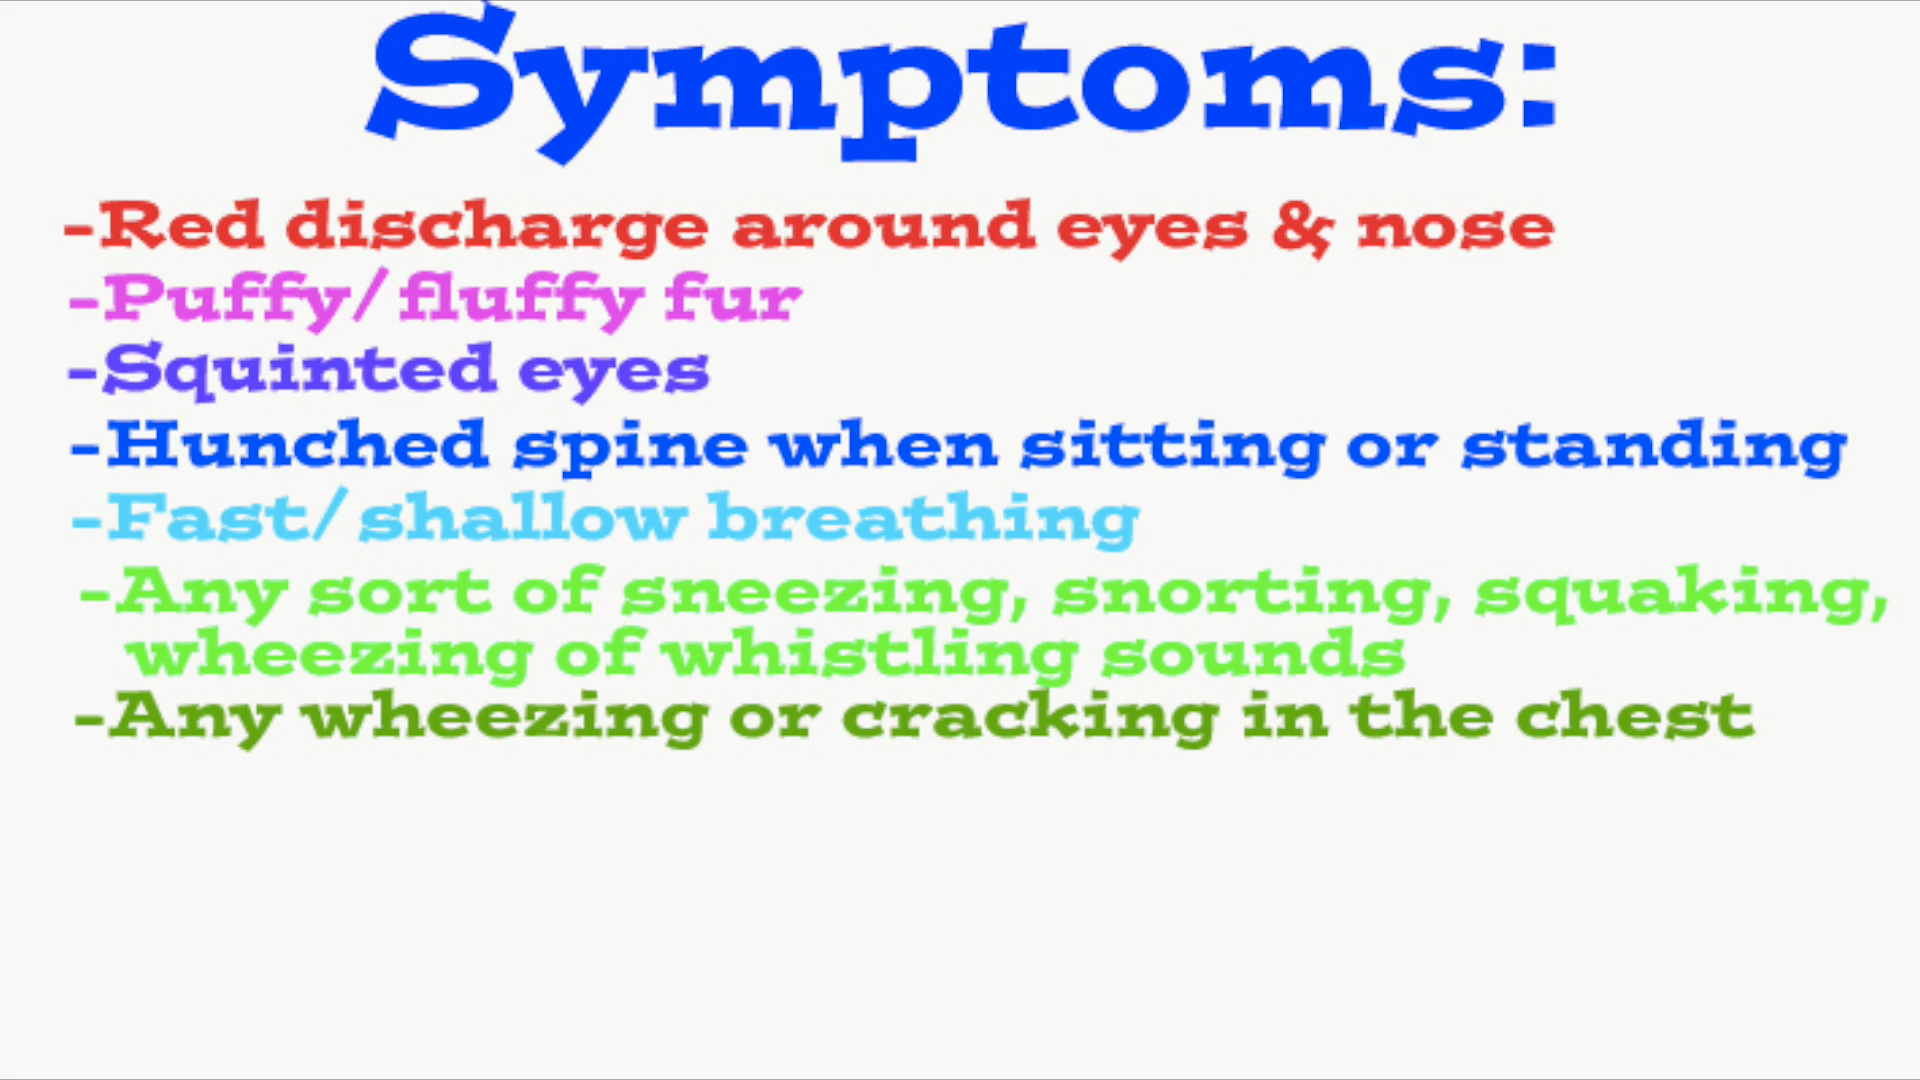 Symptoms:
-Red discharge around eyes & nose
-Puffy/fluffy fur
-Squinted eyes
-Hunched spine when sitting or standing
-Fast/shallow breathing
-Any sort of sneezing, snorting, squaking,
wheezing of whistling sounds
-Any wheezing or cracking in the chest